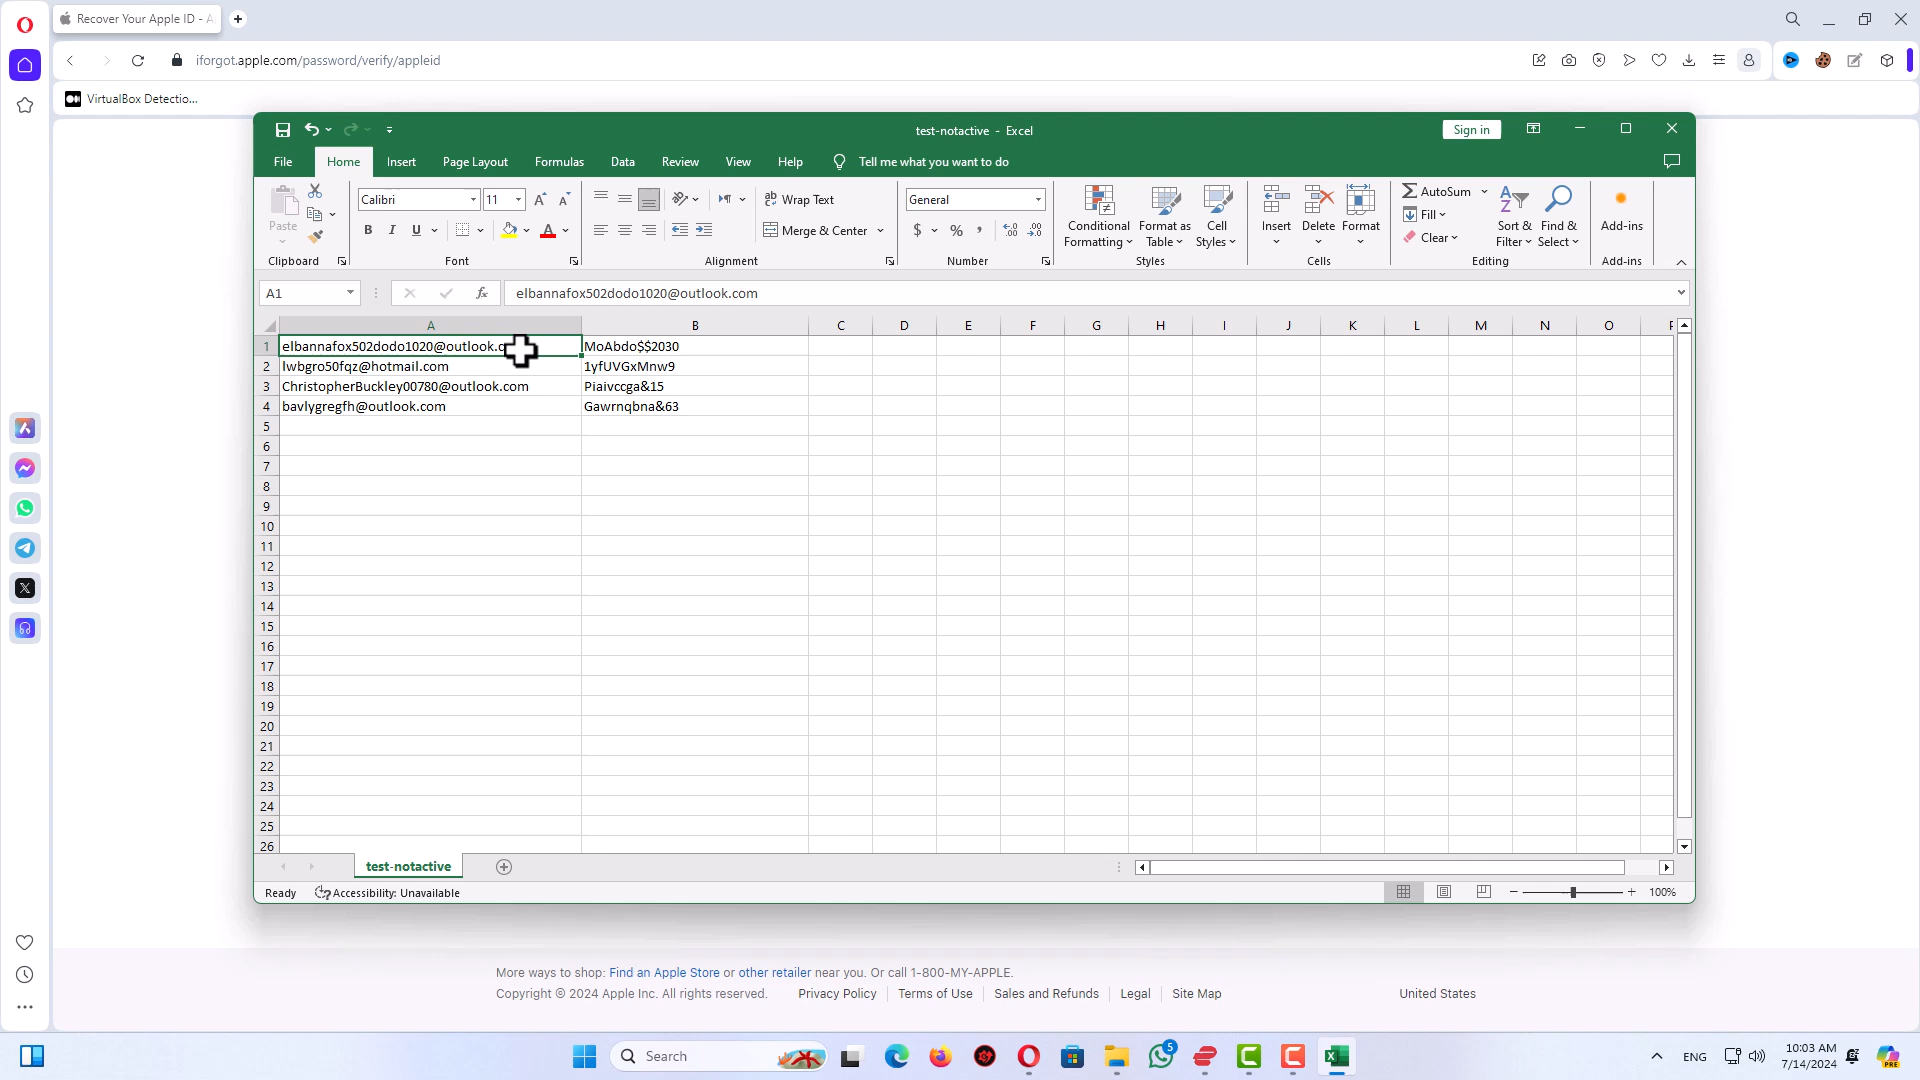 Recover Your Apple ID - A
iforgot.apple.com/password/verify/appleid
VirtualBox Detectio...
test-notactive - Excel
Sign in
File Home Insert Page Layout Formulas Data Review View Help Tell me what you want to do
Paste
Clipboard
Calibri 11
B I U
Font
Wrap Text
Merge & Center
Alignment
General
$ % ,
Number
Conditional Formatting
Format as Table
Cell Styles
Styles
Insert Delete Format
Cells
AutoSum
Fill
Clear
Sort & Filter
Find & Select
Editing
Add-ins
Add-ins
A1 fx elbannafox502dodo1020@outlook.com
A B C D E F G H I J K L M N O
1 elbannafox502dodo1020@outlook.c MoAbdo$$2030
2 lwbgro50fqz@hotmail.com 1yfUVGxMnw9
3 ChristopherBuckley00780@outlook.com Piaivccga&15
4 bavlygregfh@outlook.com Gawrnqbna&63
5
6
7
8
9
10
11
12
13
14
15
16
17
18
19
20
21
22
23
24
25
26
test-notactive
Ready Accessibility: Unavailable 100%
More ways to shop: Find an Apple Store or other retailer near you. Or call 1-800-MY-APPLE.
Copyright © 2024 Apple Inc. All rights reserved. Privacy Policy Terms of Use Sales and Refunds Legal Site Map United States
Search
5
ENG
10:03 AM
7/14/2024
PRE